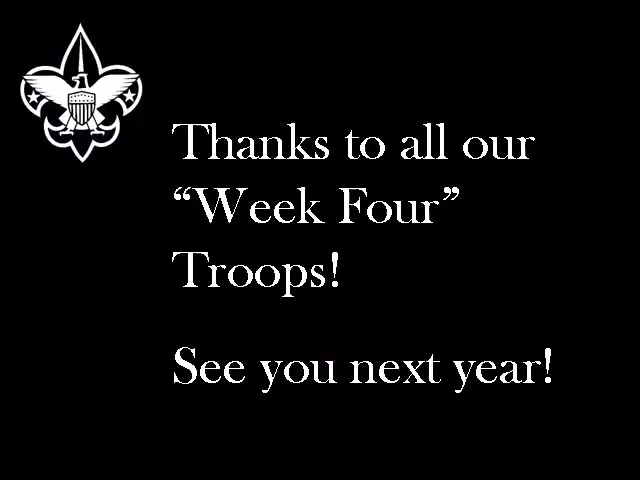 Thanks to all our
“Week Four”
Troops!
See you next year!